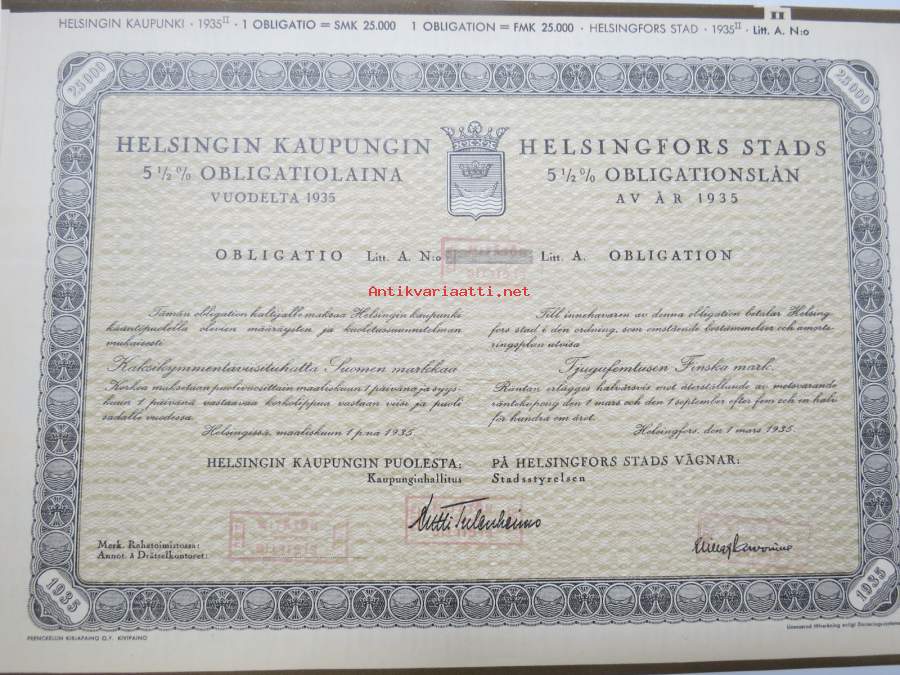 HELSINGIN KAUPUNKI · 1935 II · 1 OBLIGATIO = SMK 25.000 1 OBLIGATION = FMK 25.000 · HELSINGFORS STAD · 1935 II · Litt. A. N:o
25000
25000
HELSINGIN KAUPUNGIN
5 1/2 % OBLIGATIOLAINA
VUODELTA 1935
HELSINGFORS STADS
5 1/2 % OBLIGATIONSLÅN
AV ÅR 1935
OBLIGATIO Litt. A. N:o
Litt. A. OBLIGATION
Antikvariaatti.net
Tämän obligation haltijalle maksaa Helsingin kaupunki
kääntöpuolella olevien määräysten ja kuoletussuunnitelman
mukaisesti
Kaksikymmentäviisituhatta Suomen markkaa
Korkoa maksetaan puolivuosittain maaliskuun 1 päivänä ja syys-
kuun 1 päivänä vastaavaa korkolippua vastaan viisi ja puoli
sadalle vuodessa.
Helsingissä, maaliskuun 1 p:nä 1935.
Till innehavaren av denna obligation betalar Helsing
fors stad i den ordning, som omstående bestämmelser och amorte-
ringsplan utvisa
Tjugufemtusen Finska mark.
Räntan erlägges halvårsvis mot återställande av motsvarande
räntekupong den 1 mars och den 1 september efter fem och en halv
för hundra om året.
Helsingfors, den 1 mars 1935.
HELSINGIN KAUPUNGIN PUOLESTA:
Kaupunginhallitus
PÅ HELSINGFORS STADS VÄGNAR:
Stadsstyrelsen
Antti Tulenheimo
Merk. Rahatoimistossa:
Annot. å Drätselkontoret:
1935
1935
FRENCKELLIN KIRJAPAINO O.Y. KIVIPAINO